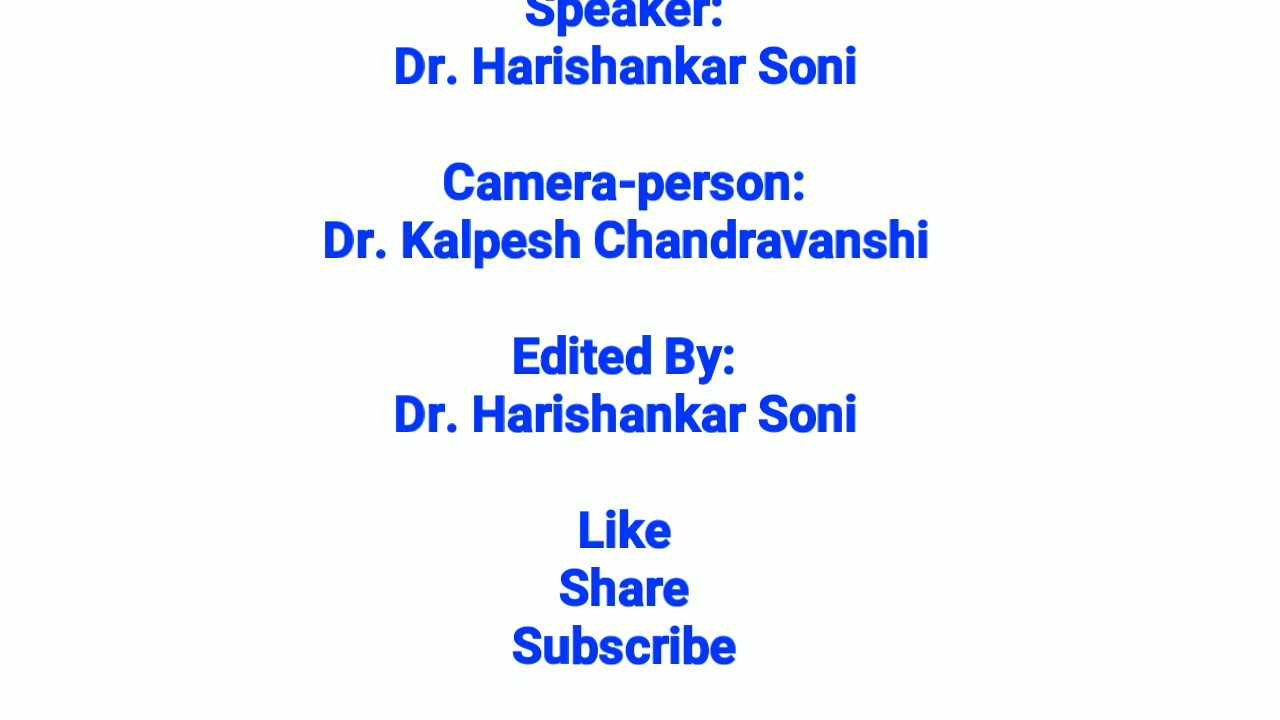 Speaker:
Dr. Harishankar Soni
Camera-person:
Dr. Kalpesh Chandravanshi
Edited By:
Dr. Harishankar Soni
Like
Share
Subscribe